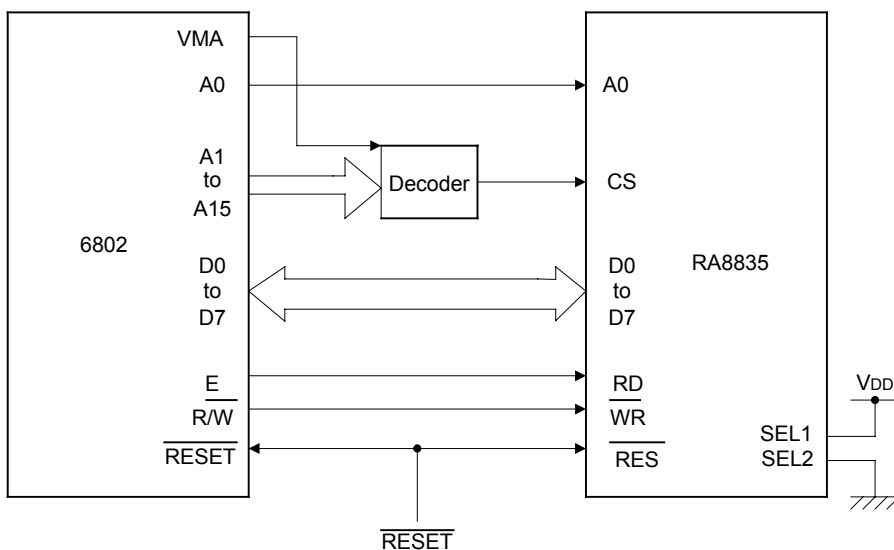 VMA
A0
A1
to
A15
6802
D0
to
D7
E
R/W
RESET
Decoder
A0
CS
RA8835
D0
to
D7
RD
WR
RES
VDD
SEL1
SEL2
RESET